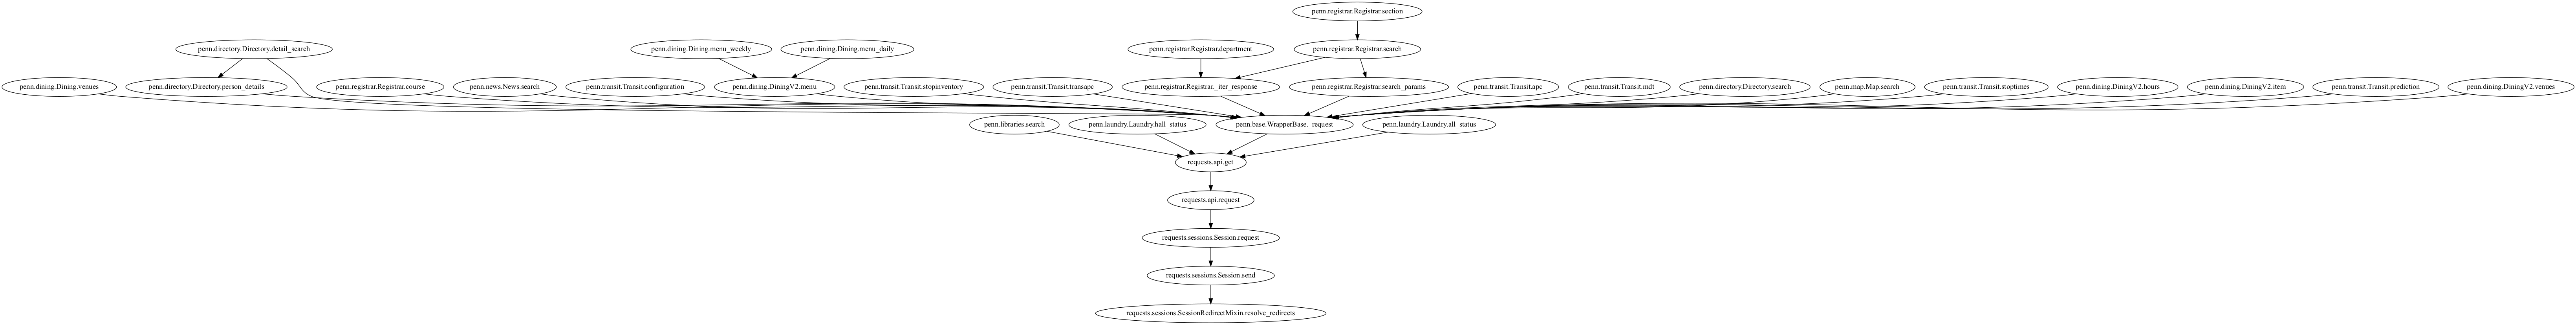 penn.registrar.Registrar.section
penn.directory.Directory.detail_search
penn.dining.Dining.menu_weekly
penn.dining.Dining.menu_daily
penn.registrar.Registrar.department
penn.registrar.Registrar.search
penn.dining.Dining.venues
penn.directory.Directory.person_details
penn.registrar.Registrar.course
penn.news.News.search
penn.transit.Transit.configuration
penn.dining.DiningV2.menu
penn.transit.Transit.stopinventory
penn.transit.Transit.transapc
penn.registrar.Registrar._iter_response
penn.registrar.Registrar.search_params
penn.transit.Transit.apc
penn.transit.Transit.mdt
penn.directory.Directory.search
penn.map.Map.search
penn.transit.Transit.stoptimes
penn.dining.DiningV2.hours
penn.dining.DiningV2.item
penn.transit.Transit.prediction
penn.dining.DiningV2.venues
penn.libraries.search
penn.laundry.Laundry.hall_status
penn.base.WrapperBase._request
penn.laundry.Laundry.all_status
requests.api.get
requests.api.request
requests.sessions.Session.request
requests.sessions.Session.send
requests.sessions.SessionRedirectMixin.resolve_redirects